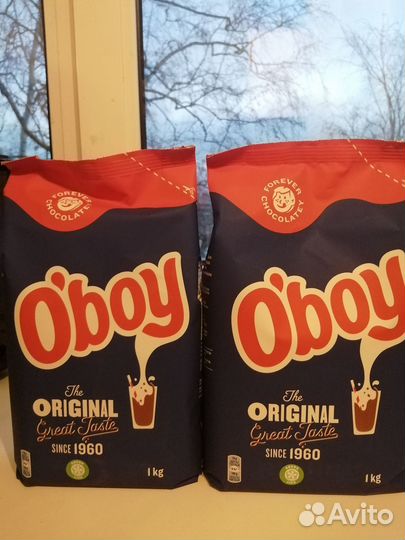 FOREVER
CHOCOLATEY
O'boy
The
ORIGINAL
Great Taste
SINCE 1960
1 kg
FOREVER
CHOCOLATEY
O'boy
The
ORIGINAL
Great Taste
SINCE 1960
1 kg
Avito